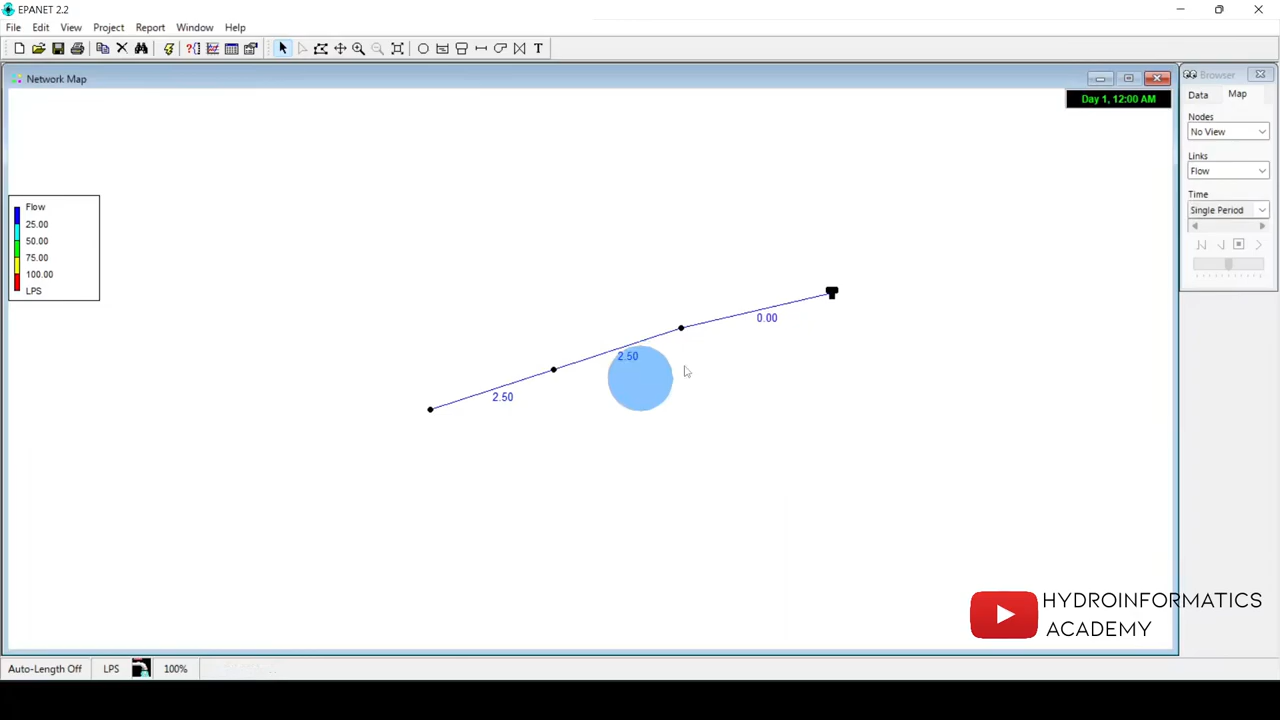 EPANET 2.2
File Edit View Project Report Window Help
T
Network Map
Browser
Day 1, 12:00 AM
Data Map
Nodes
No View
Links
Flow
Time
Single Period
Flow
25.00
50.00
75.00
100.00
LPS
0.00
2.50
2.50
HYDROINFORMATICS
ACADEMY
Auto-Length Off LPS 100%